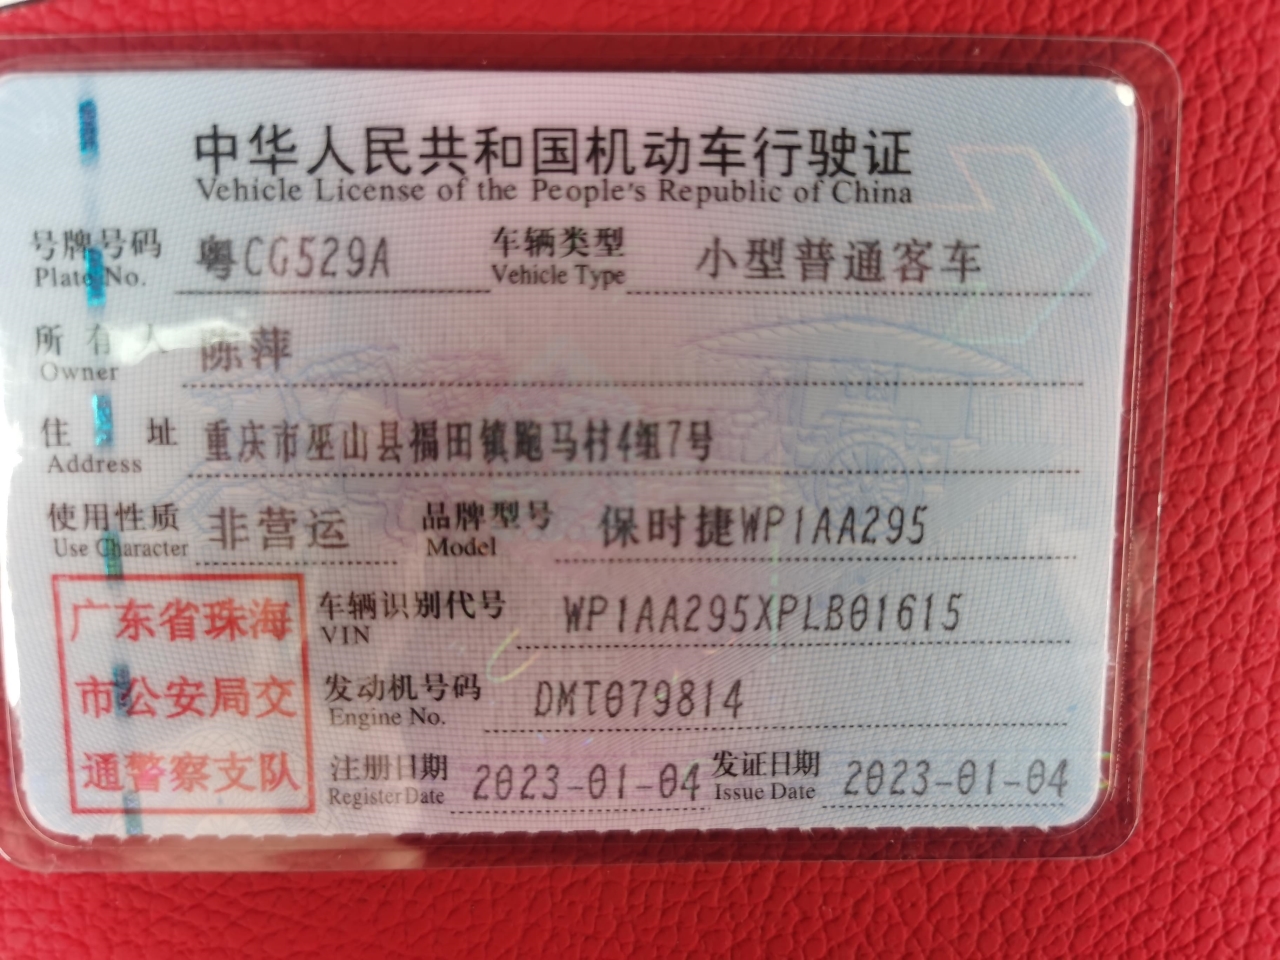 中华人民共和国机动车行驶证
Vehicle License of the People's Republic of China
号牌号码 粤CG529A 车辆类型 小型普通客车
Plate No. Vehicle Type
所有人 陈萍
Owner
住址 重庆市巫山县福田镇跑马村4组7号
Address
使用性质 非营运 品牌型号 保时捷WP1AA295
Use Character Model
车辆识别代号 WP1AA295XPLB01615
VIN
发动机号码 DMT079814
Engine No.
注册日期 2023-01-04 发证日期 2023-01-04
Register Date Issue Date
广东省珠海
市公安局交
通警察支队